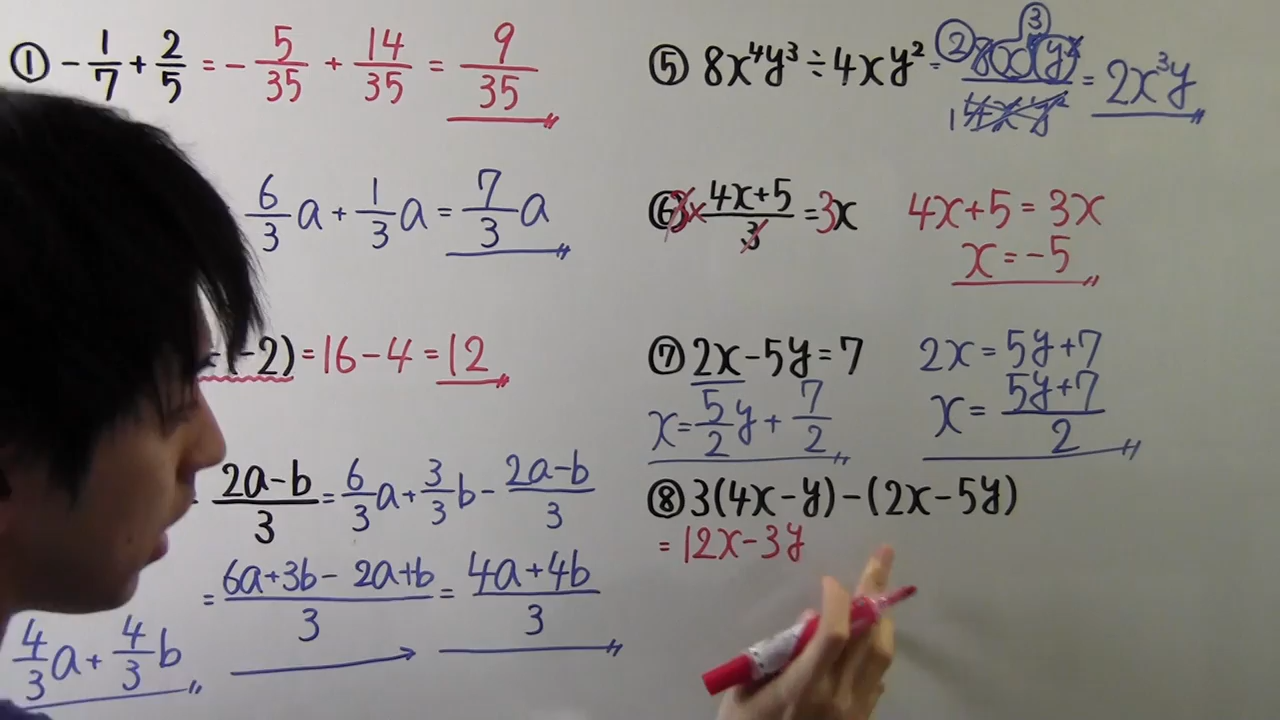 ① -1/7 + 2/5 = -5/35 + 14/35 = 9/35
6/3 a + 1/3 a = 7/3 a
(-2) = 16 - 4 = 12
2a-b/3 = 6/3 a + 3/3 b - 2a-b/3
= 6a+3b-2a+b/3 = 4a+4b/3
4/3 a + 4/3 b
⑤ 8x⁴y³ ÷ 4xy² = = 2x³y
⑥ 3× 4x+5/3 = 3x
4x+5 = 3x
x = -5
⑦ 2x-5y=7
x = 5/2 y + 7/2
2x = 5y+7
x = 5y+7/2
⑧ 3(4x-y)-(2x-5y)
= 12x-3y